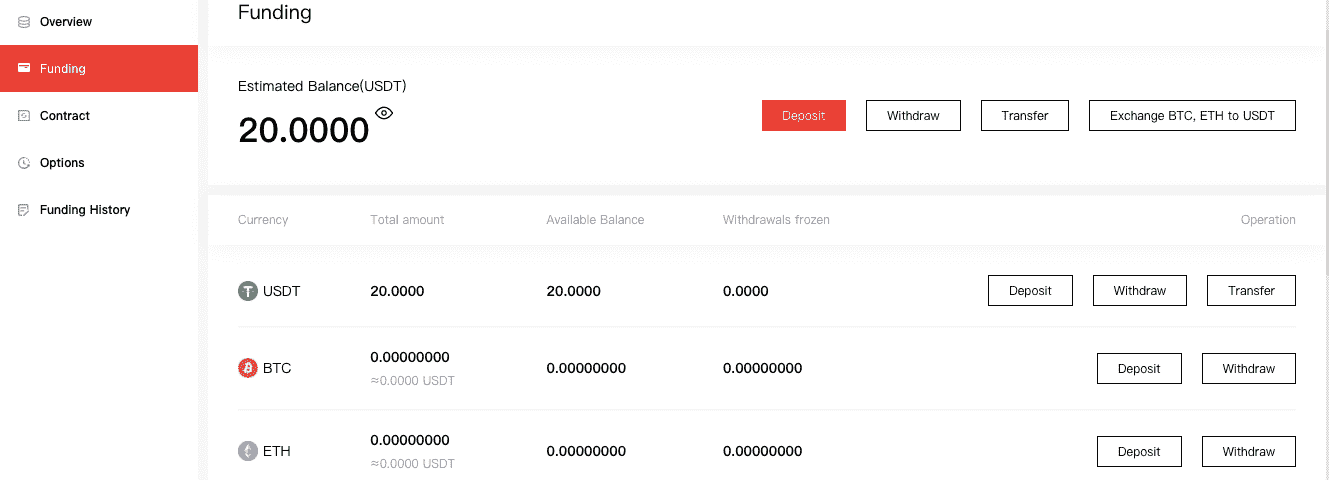 Overview
Funding
Contract
Options
Funding History
Funding
Estimated Balance(USDT)
20.0000
Deposit Withdraw Transfer Exchange BTC, ETH to USDT
Currency Total amount Available Balance Withdrawals frozen Operation
USDT 20.0000 20.0000 0.0000 Deposit Withdraw Transfer
BTC 0.00000000 0.00000000 0.00000000 Deposit Withdraw
≈0.0000 USDT
ETH 0.00000000 0.00000000 0.00000000 Deposit Withdraw
≈0.0000 USDT